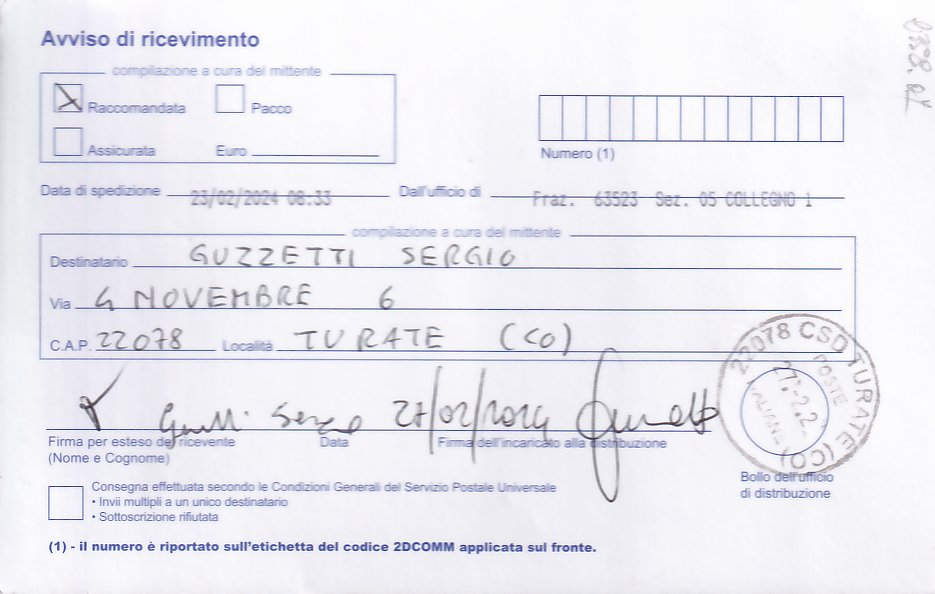 Avviso di ricevimento
compilazione a cura del mittente
Raccomandata Pacco
Assicurata Euro
Numero (1)
Data di spedizione 23/02/2024 08:33 Dall'ufficio di Fraz. 63523 Sez. 05 COLLEGNO 1
compilazione a cura del mittente
Destinatario GUZZETTI SERGIO
Via 4 NOVEMBRE 6
C.A.P. 22078 Località TURATE (CO)
27/02/2024
Firma per esteso del ricevente Data Firma dell'incaricato alla distribuzione
(Nome e Cognome)
22078 CSD TURATE (CO)
POSTE
Bollo dell'ufficio
di distribuzione
Consegna effettuata secondo le Condizioni Generali del Servizio Postale Universale
• Invii multipli a un unico destinatario
• Sottoscrizione rifiutata
(1) - il numero è riportato sull'etichetta del codice 2DCOMM applicata sul fronte.